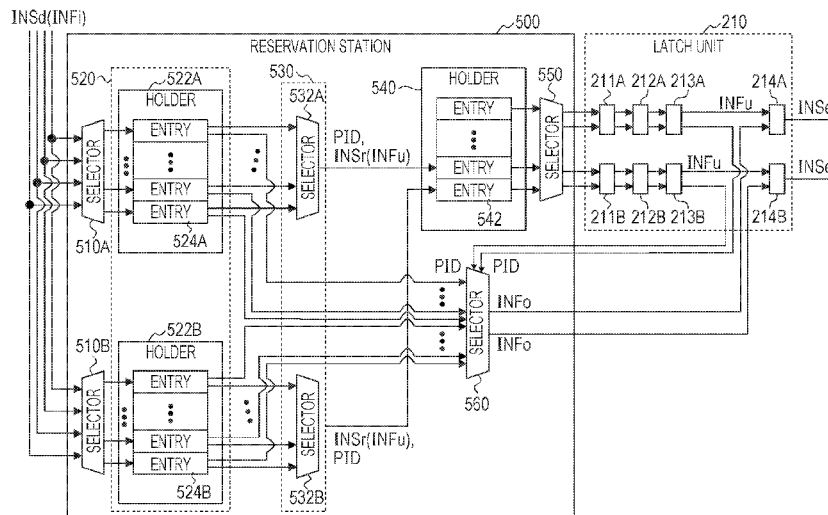 INSd(INFi)
500
210
RESERVATION STATION
LATCH UNIT
520
522A
HOLDER
530
532A
540
HOLDER
550
211A 212A 213A
214A
ENTRY
ENTRY
ENTRY
SELECTOR
510A
524A
SELECTOR
PID,
INSr(INFu)
ENTRY
ENTRY
ENTRY
542
SELECTOR
INFu
INSe
INFu
INSe
211B 212B 213B
214B
PID
PID
INFo
INFo
SELECTOR
560
522B
HOLDER
510B
SELECTOR
ENTRY
ENTRY
ENTRY
524B
SELECTOR
532B
INSr(INFu),
PID